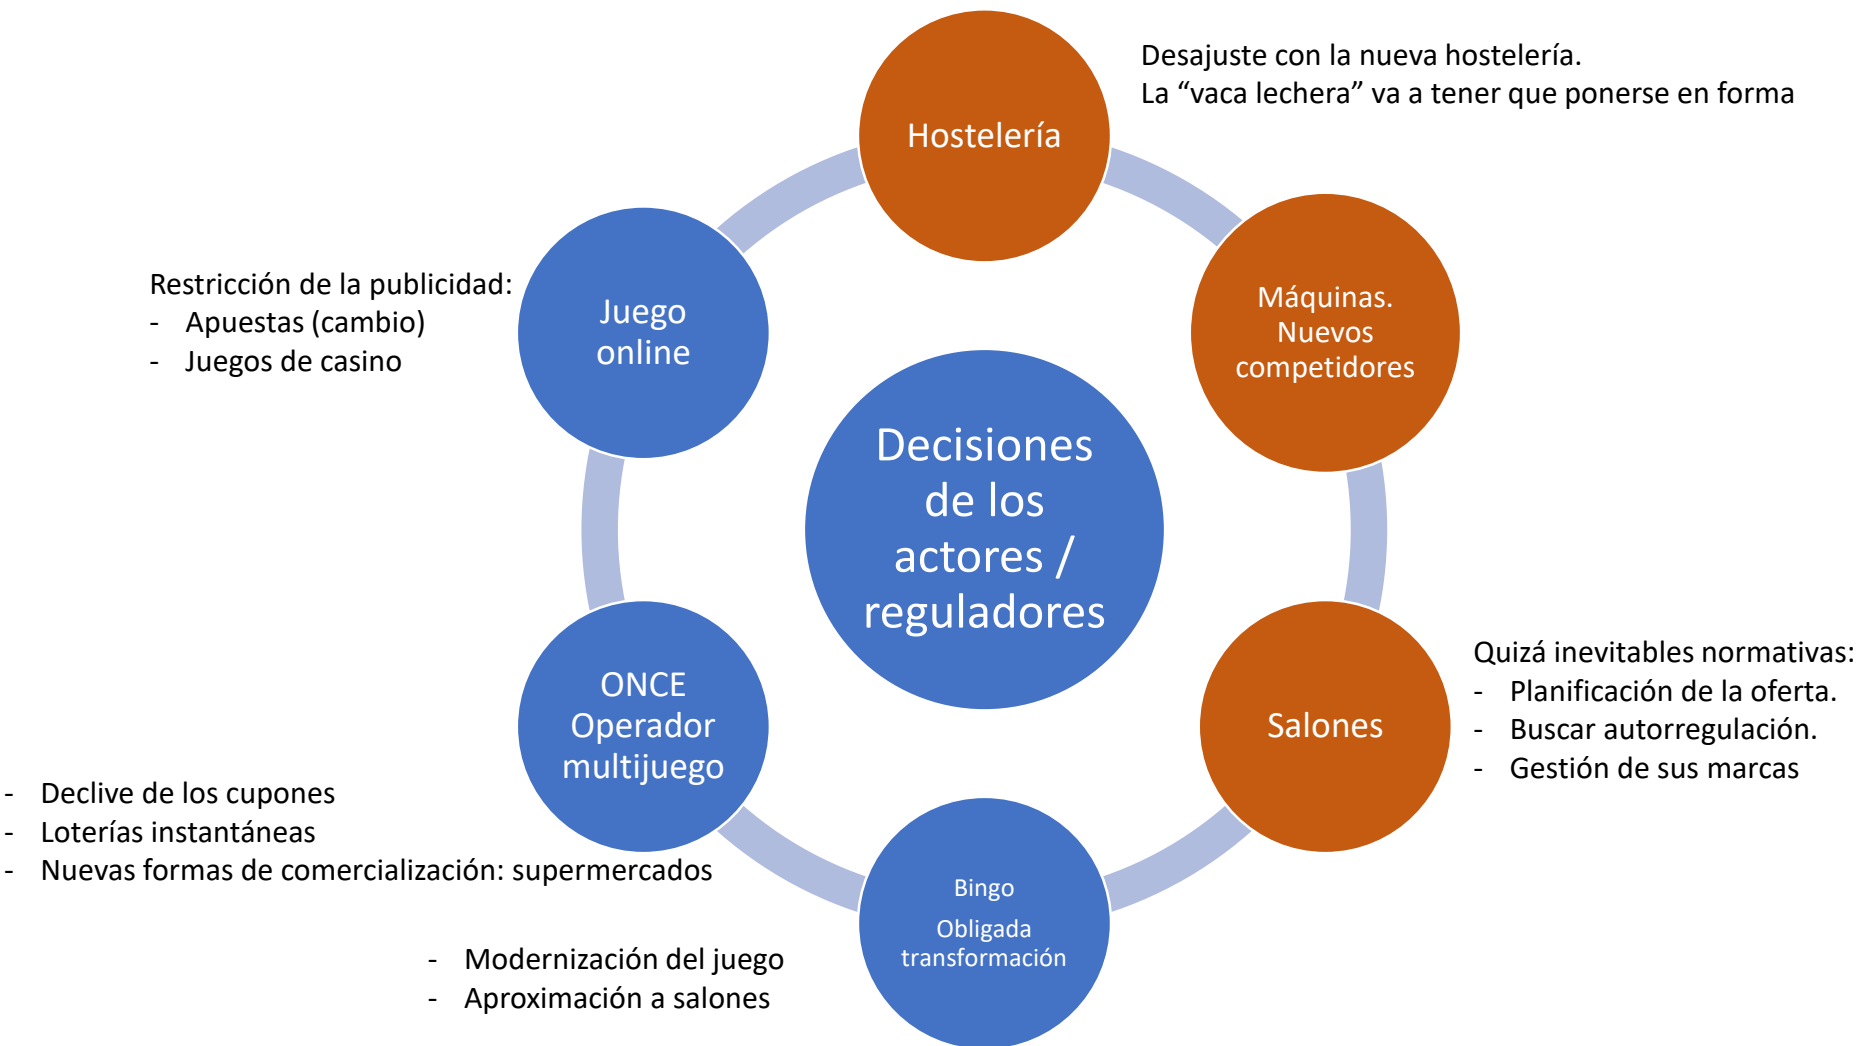 Hostelería
Desajuste con la nueva hostelería.
La “vaca lechera” va a tener que ponerse en forma
Máquinas.
Nuevos
competidores
Salones
Quizá inevitables normativas:
- Planificación de la oferta.
- Buscar autorregulación.
- Gestión de sus marcas
Bingo
Obligada
transformación
- Modernización del juego
- Aproximación a salones
ONCE
Operador
multijuego
- Declive de los cupones
- Loterías instantáneas
- Nuevas formas de comercialización: supermercados
Juego
online
Restricción de la publicidad:
- Apuestas (cambio)
- Juegos de casino
Decisiones
de los
actores /
reguladores